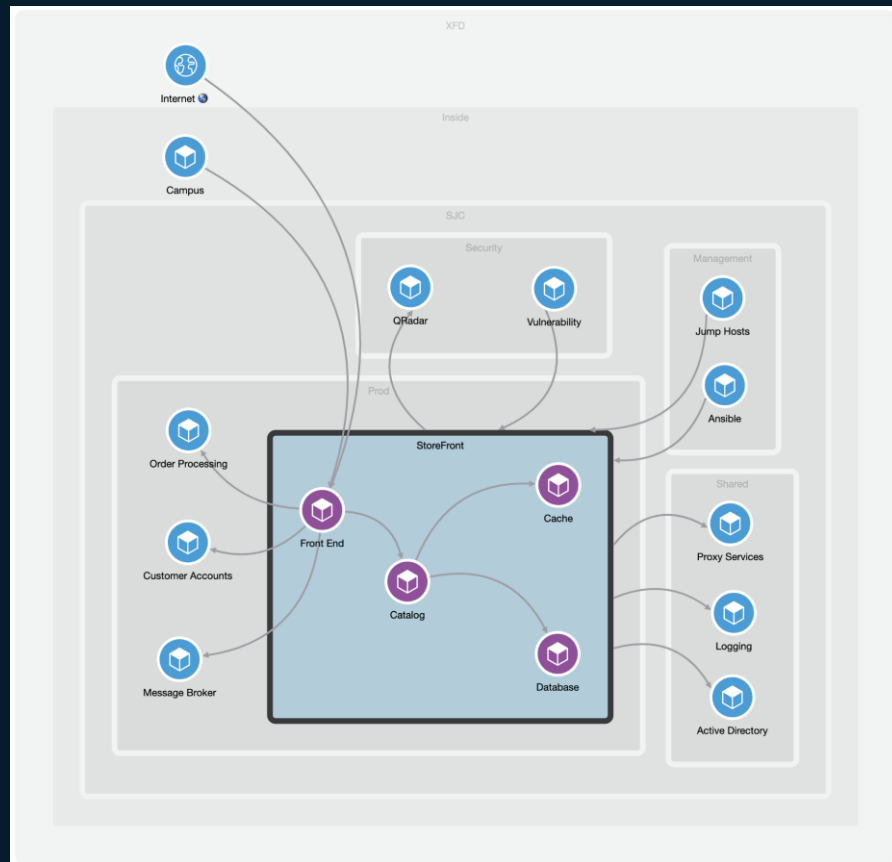 XFD
Internet
Inside
Campus
SJC
Security
QRadar
Vulnerability
Management
Jump Hosts
Ansible
Prod
Order Processing
StoreFront
Front End
Cache
Customer Accounts
Catalog
Message Broker
Database
Shared
Proxy Services
Logging
Active Directory